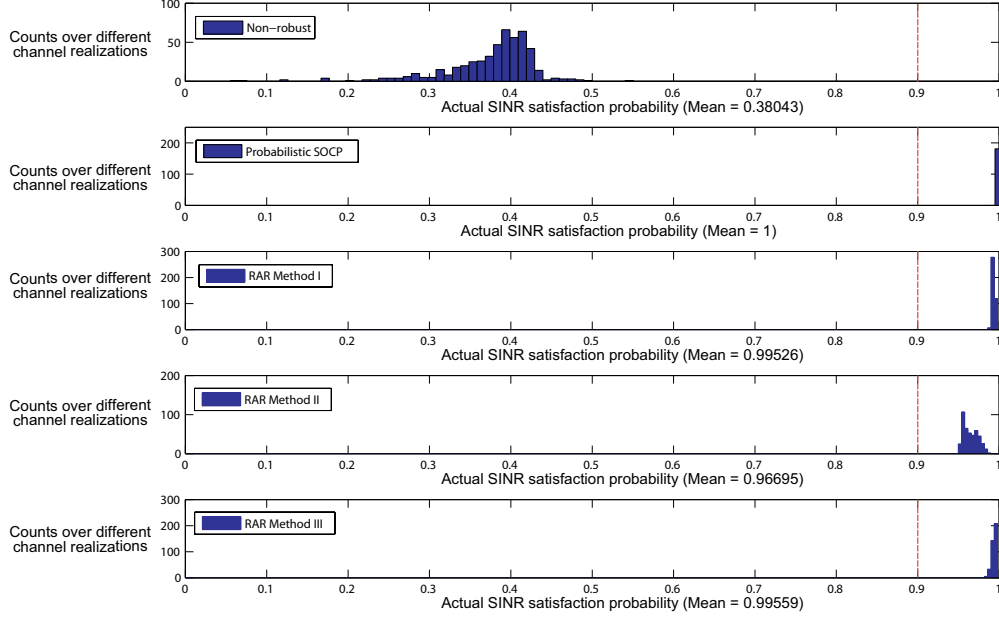 100
50
0
Counts over different
channel realizations
Non−robust
0 0.1 0.2 0.3 0.4 0.5 0.6 0.7 0.8 0.9 1
Actual SINR satisfaction probability (Mean = 0.38043)
200
100
0
Counts over different
channel realizations
Probabilistic SOCP
0 0.1 0.2 0.3 0.4 0.5 0.6 0.7 0.8 0.9 1
Actual SINR satisfaction probability (Mean = 1)
300
200
100
0
Counts over different
channel realizations
RAR Method I
0 0.1 0.2 0.3 0.4 0.5 0.6 0.7 0.8 0.9 1
Actual SINR satisfaction probability (Mean = 0.99526)
200
100
0
Counts over different
channel realizations
RAR Method II
0 0.1 0.2 0.3 0.4 0.5 0.6 0.7 0.8 0.9 1
Actual SINR satisfaction probability (Mean = 0.96695)
300
200
100
0
Counts over different
channel realizations
RAR Method III
0 0.1 0.2 0.3 0.4 0.5 0.6 0.7 0.8 0.9 1
Actual SINR satisfaction probability (Mean = 0.99559)